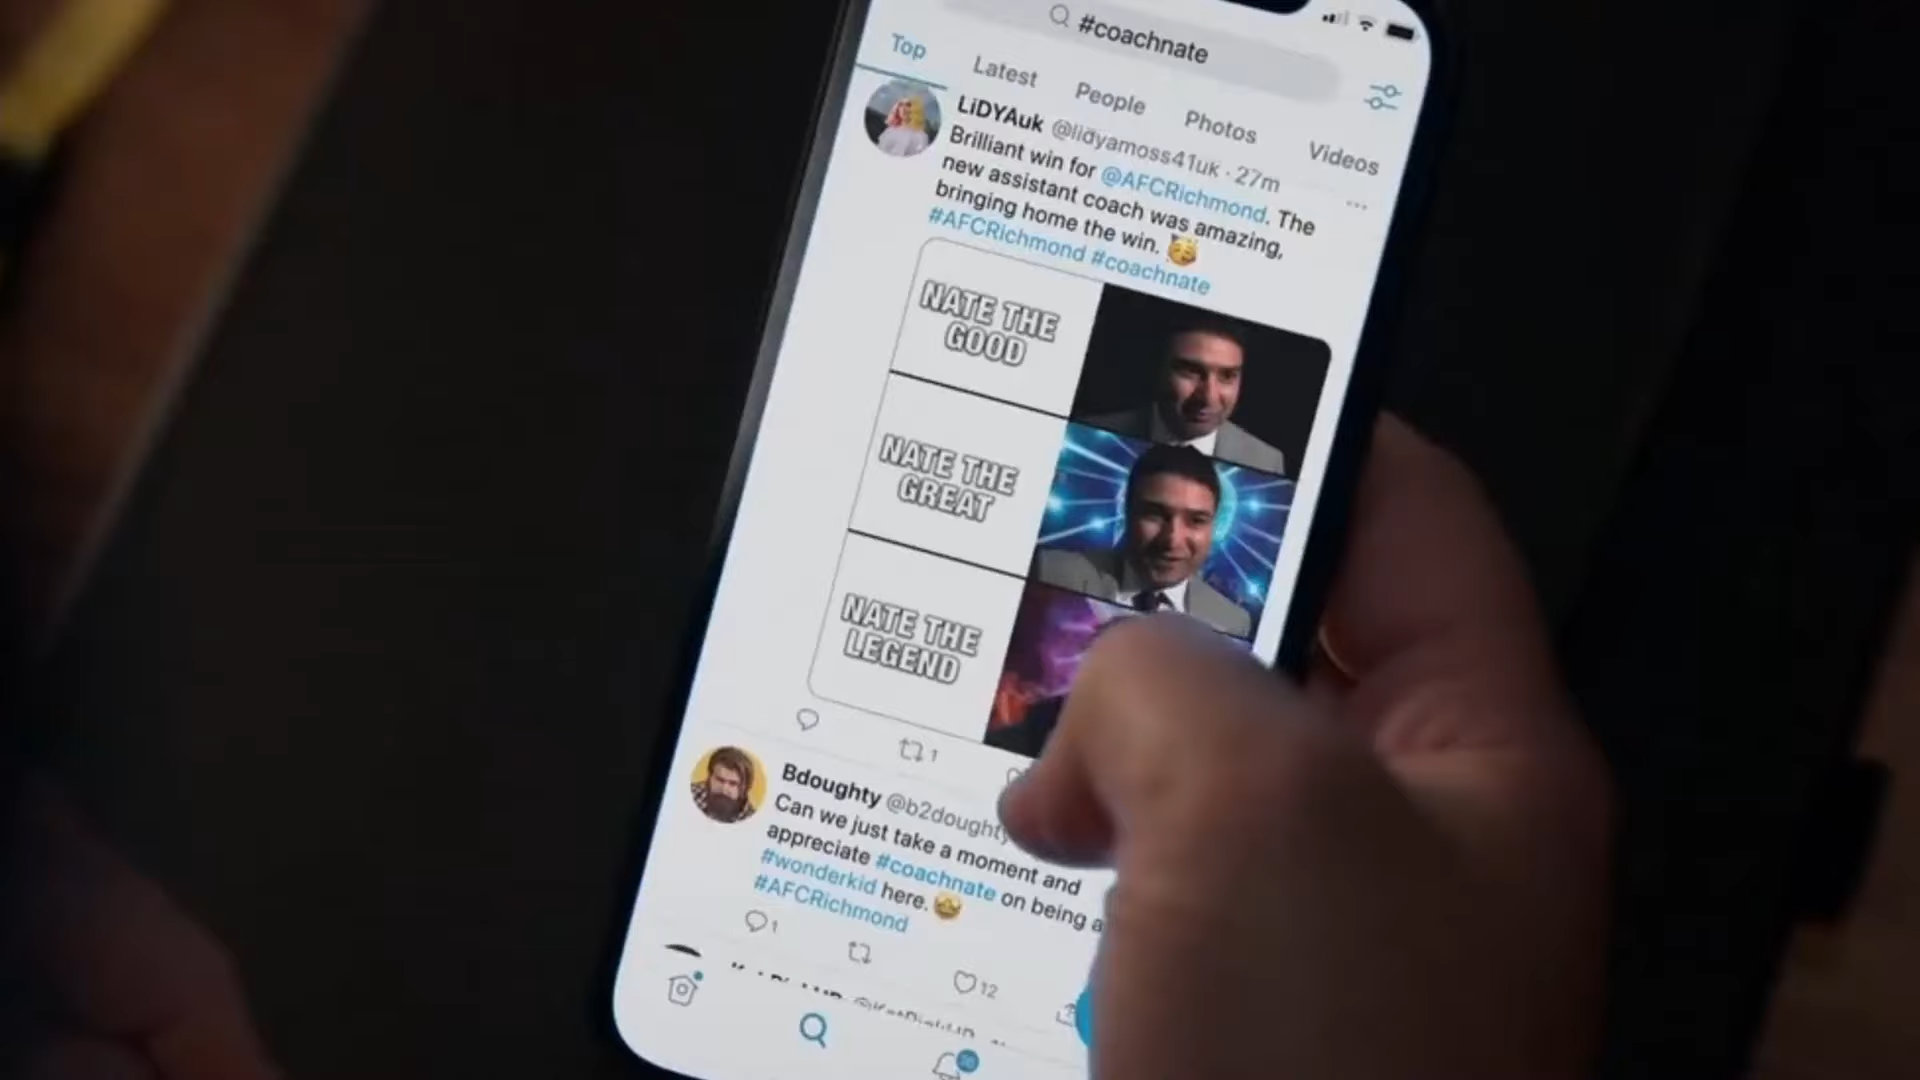 #coachnate
Top Latest People Photos Videos
LiDYAuk @lidyamoss41uk · 27m
Brilliant win for @AFCRichmond. The
new assistant coach was amazing,
bringing home the win.
#AFCRichmond #coachnate
NATE THE
GOOD
NATE THE
GREAT
NATE THE
LEGEND
1
Bdoughty @b2doughty
Can we just take a moment and
appreciate #coachnate on being a
#wonderkid here.
#AFCRichmond
1 12